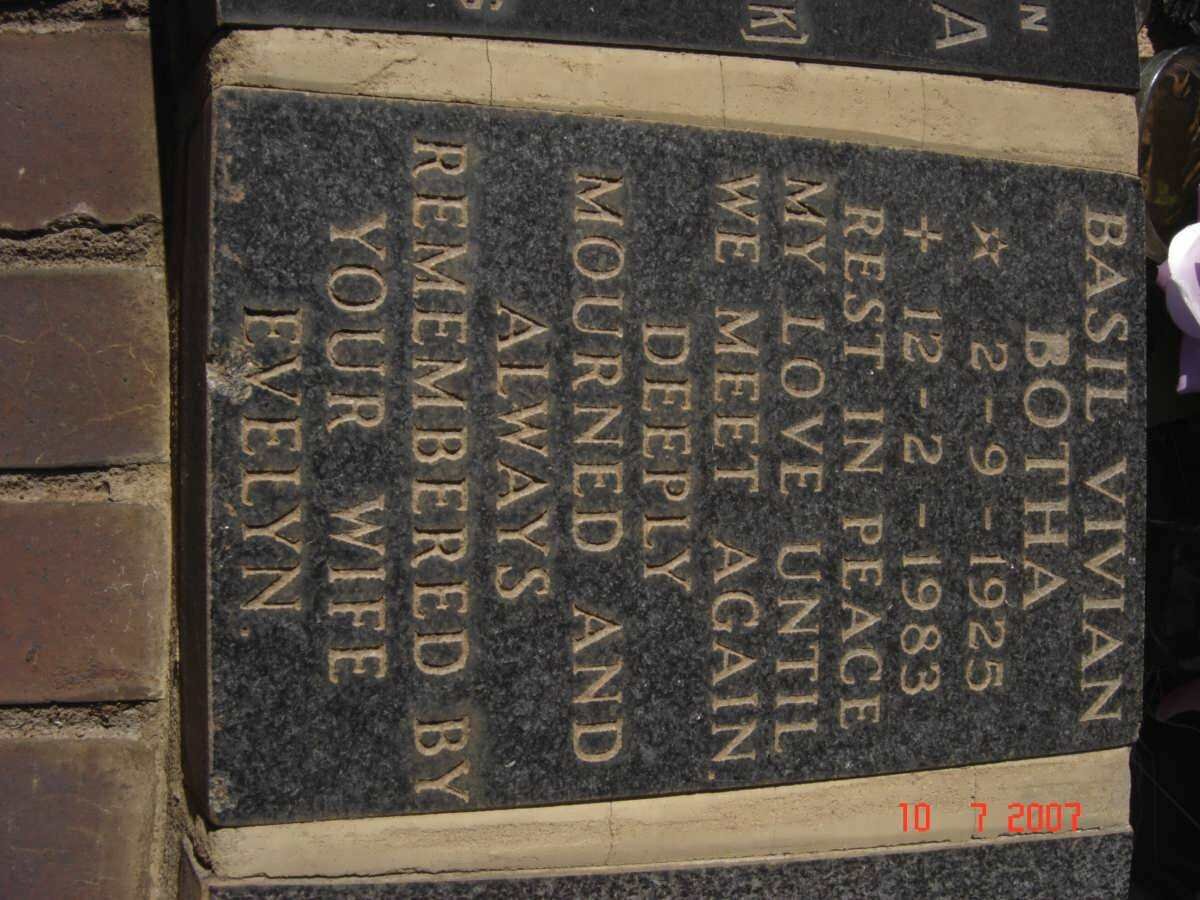 BASIL VIVIAN
BOTHA
☆ 2-9-1925
+ 12-2-1983
REST IN PEACE
MY LOVE UNTIL
WE MEET AGAIN.
DEEPLY
MOURNED AND
ALWAYS
REMEMBERED BY
YOUR WIFE
EVELYN.
10 7 2007